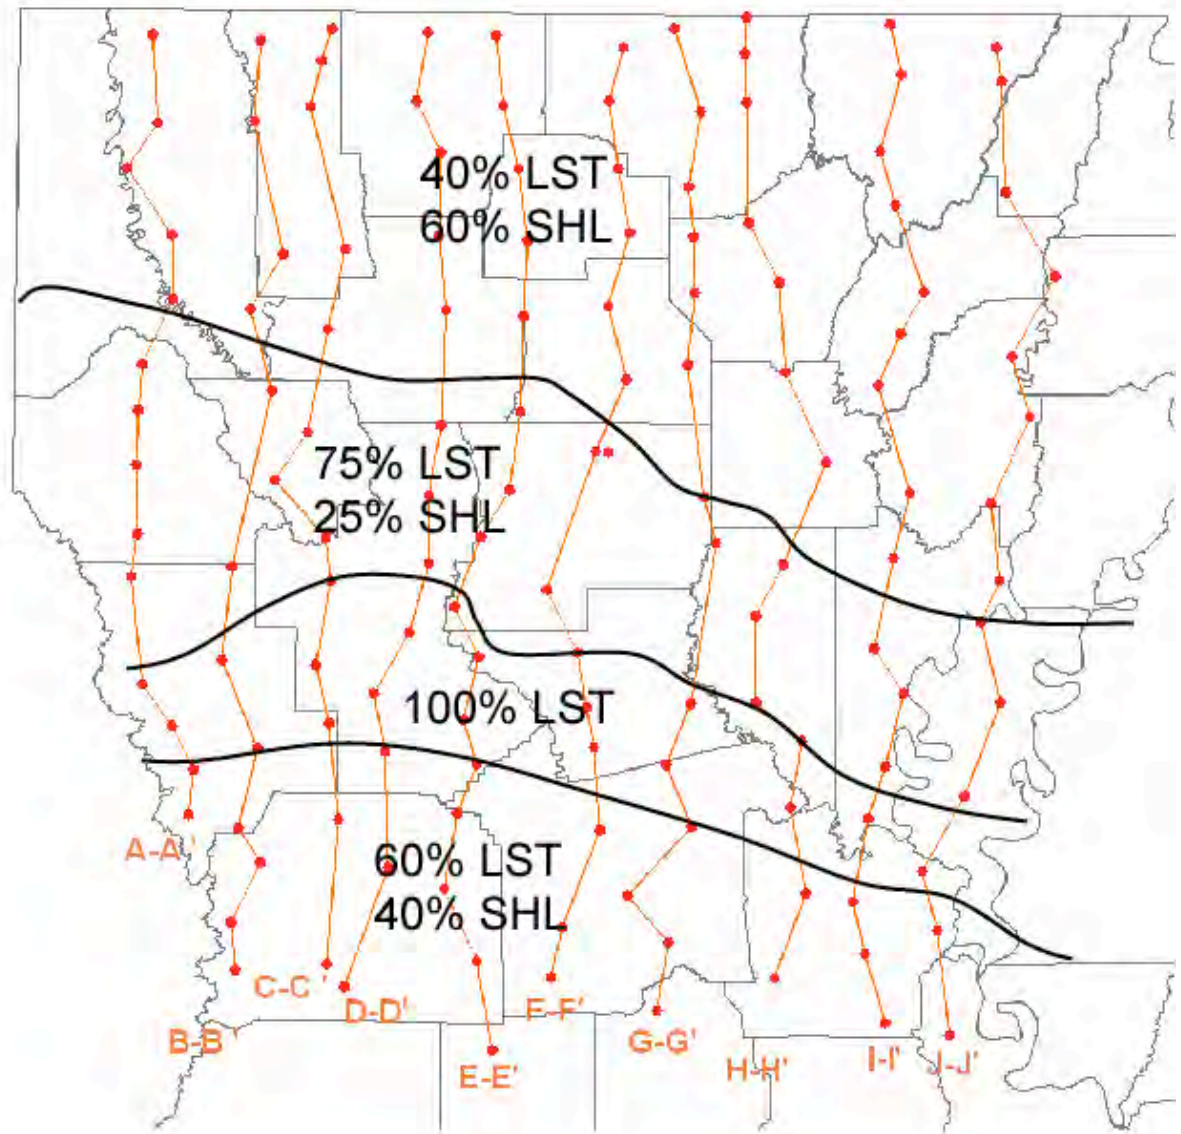 40% LST
60% SHL
75% LST
25% SHL
100% LST
60% LST
40% SHL
A-A'
B-B'
C-C'
D-D'
E-E'
F-F'
G-G'
H-H'
I-I'
J-J'